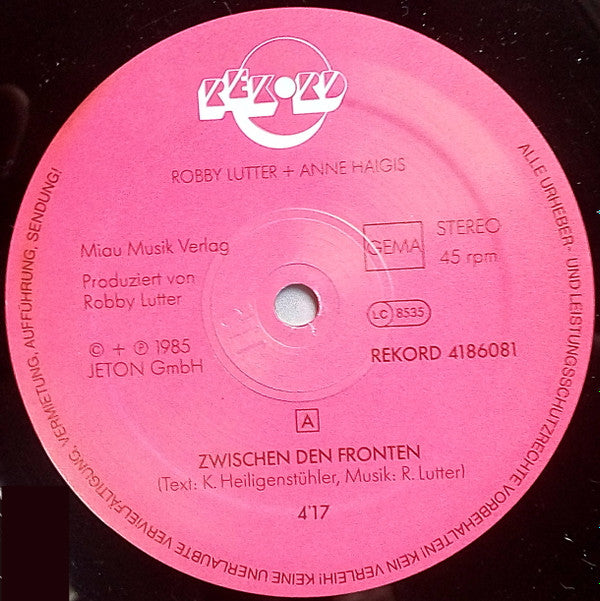 REKORD
ROBBY LUTTER + ANNE HAIGIS
Miau Musik Verlag
Produziert von
Robby Lutter
GEMA
STEREO
45 rpm
LC 8535
© + ℗ 1985
JETON GmbH
REKORD 4186081
A
ZWISCHEN DEN FRONTEN
(Text: K. Heiligenstühler, Musik: R. Lutter)
4'17
ALLE URHEBER- UND LEISTUNGSSCHUTZRECHTE VORBEHALTEN! KEIN VERLEIH! KEINE UNERLAUBTE VERVIELFÄLTIGUNG, VERMIETUNG, AUFFÜHRUNG, SENDUNG!